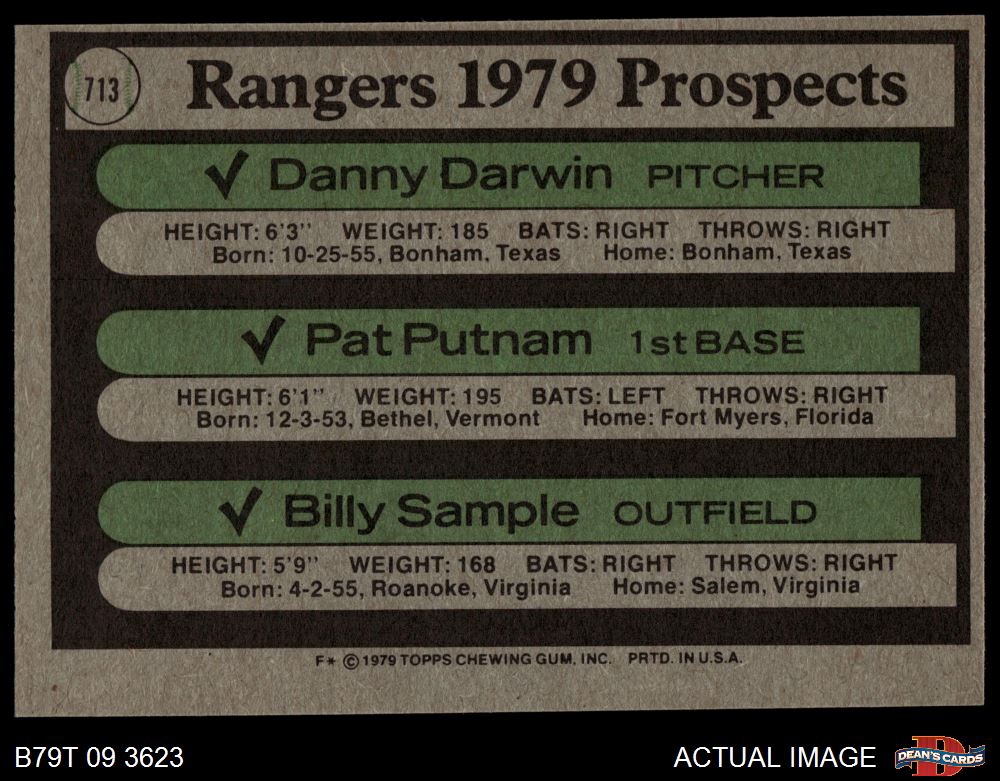 713
Rangers 1979 Prospects
✓ Danny Darwin PITCHER
HEIGHT: 6'3" WEIGHT: 185 BATS: RIGHT THROWS: RIGHT
Born: 10-25-55, Bonham, Texas Home: Bonham, Texas
✓ Pat Putnam 1st BASE
HEIGHT: 6'1" WEIGHT: 195 BATS: LEFT THROWS: RIGHT
Born: 12-3-53, Bethel, Vermont Home: Fort Myers, Florida
✓ Billy Sample OUTFIELD
HEIGHT: 5'9" WEIGHT: 168 BATS: RIGHT THROWS: RIGHT
Born: 4-2-55, Roanoke, Virginia Home: Salem, Virginia
F* © 1979 TOPPS CHEWING GUM, INC. PRTD. IN U.S.A.
B79T 09 3623 ACTUAL IMAGE D DEAN'S CARDS